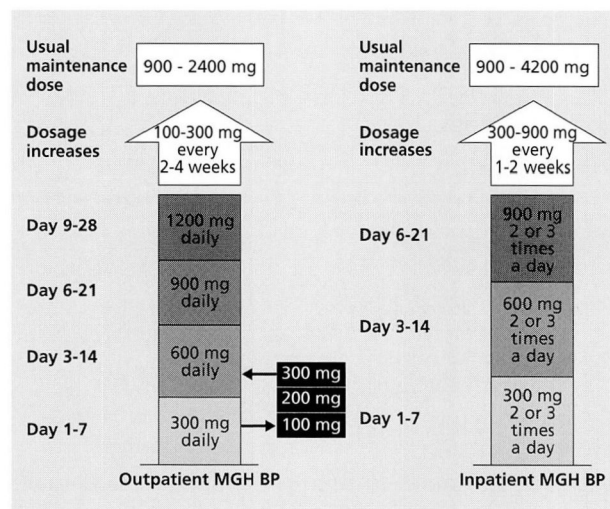 Usual
maintenance
dose
900 - 2400 mg
Dosage
increases
100-300 mg
every
2-4 weeks
Day 9-28
1200 mg
daily
Day 6-21
900 mg
daily
Day 3-14
600 mg
daily
Day 1-7
300 mg
daily
300 mg
200 mg
100 mg
Outpatient MGH BP
Usual
maintenance
dose
900 - 4200 mg
Dosage
increases
300-900 mg
every
1-2 weeks
Day 6-21
900 mg
2 or 3
times
a day
Day 3-14
600 mg
2 or 3
times
a day
Day 1-7
300 mg
2 or 3
times
a day
Inpatient MGH BP